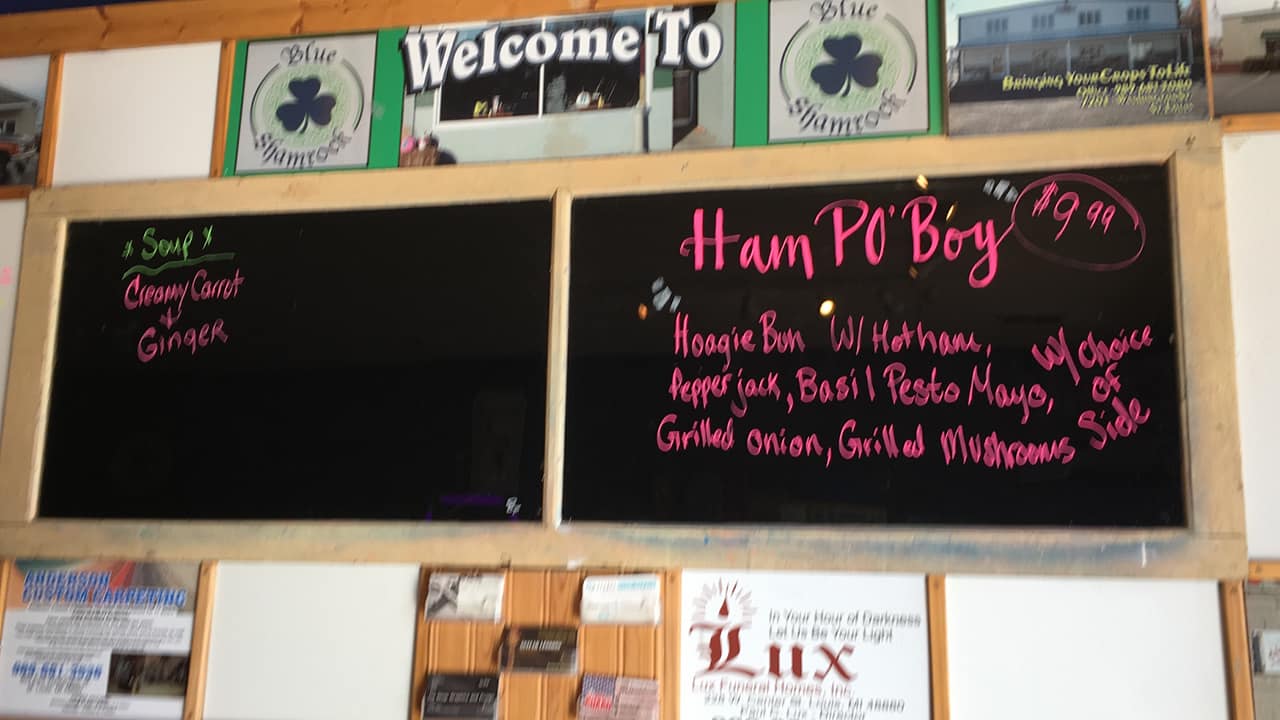 Blue
Shamrock
Welcome To
Blue
Shamrock
Bringing Your Crops To Life
* Soup *
Creamy Carrot
+
Ginger
Ham PO'Boy $9.99
Hoagie Bun W/ Hot ham,
Pepper jack, Basil Pesto Mayo,
Grilled onion, Grilled Mushrooms
W/ choice
of
Side
ANDERSON
CUSTOM CARPETING
In Your Hour of Darkness
Let Us Be Your Light
Lux
Lux Funeral Homes, Inc.